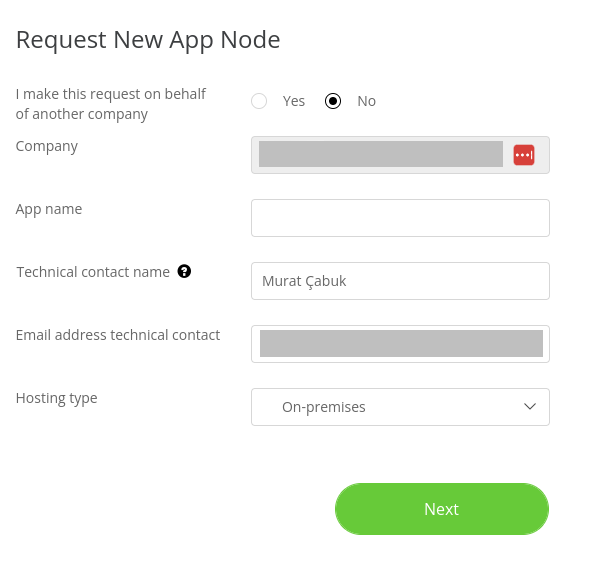 Request New App Node
I make this request on behalf
of another company
Yes
No
Company
App name
Technical contact name ?
Murat Çabuk
Email address technical contact
Hosting type
On-premises
Next